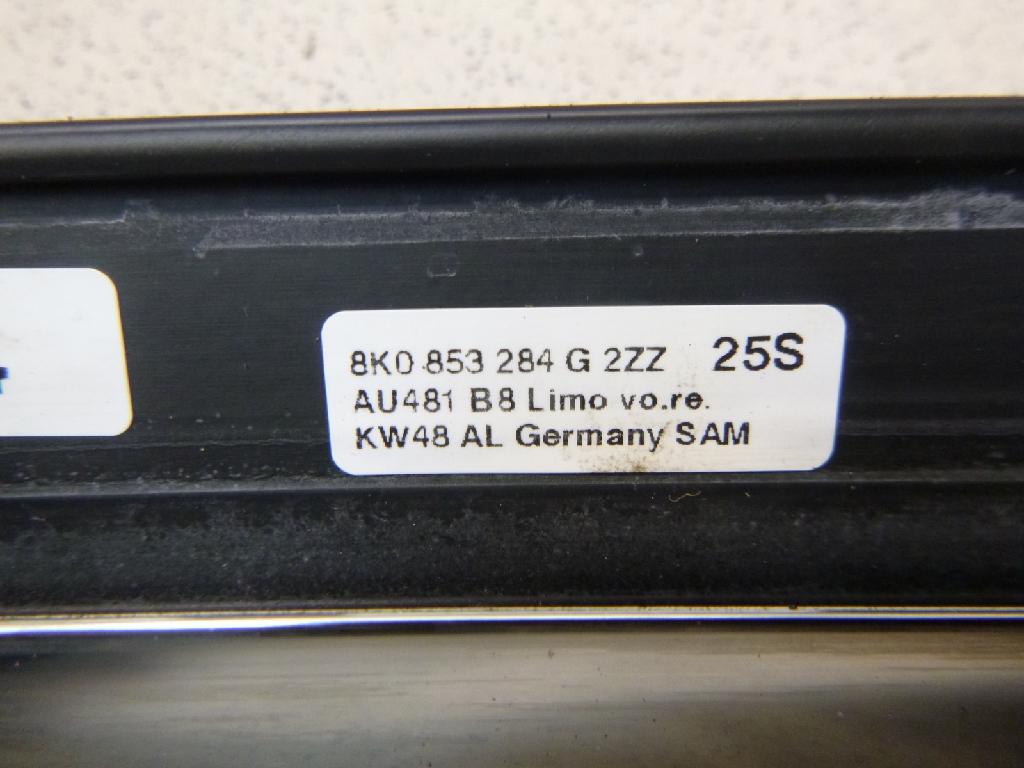 8K0 853 284 G 2ZZ 25S
AU481 B8 Limo vo.re.
KW48 AL Germany SAM